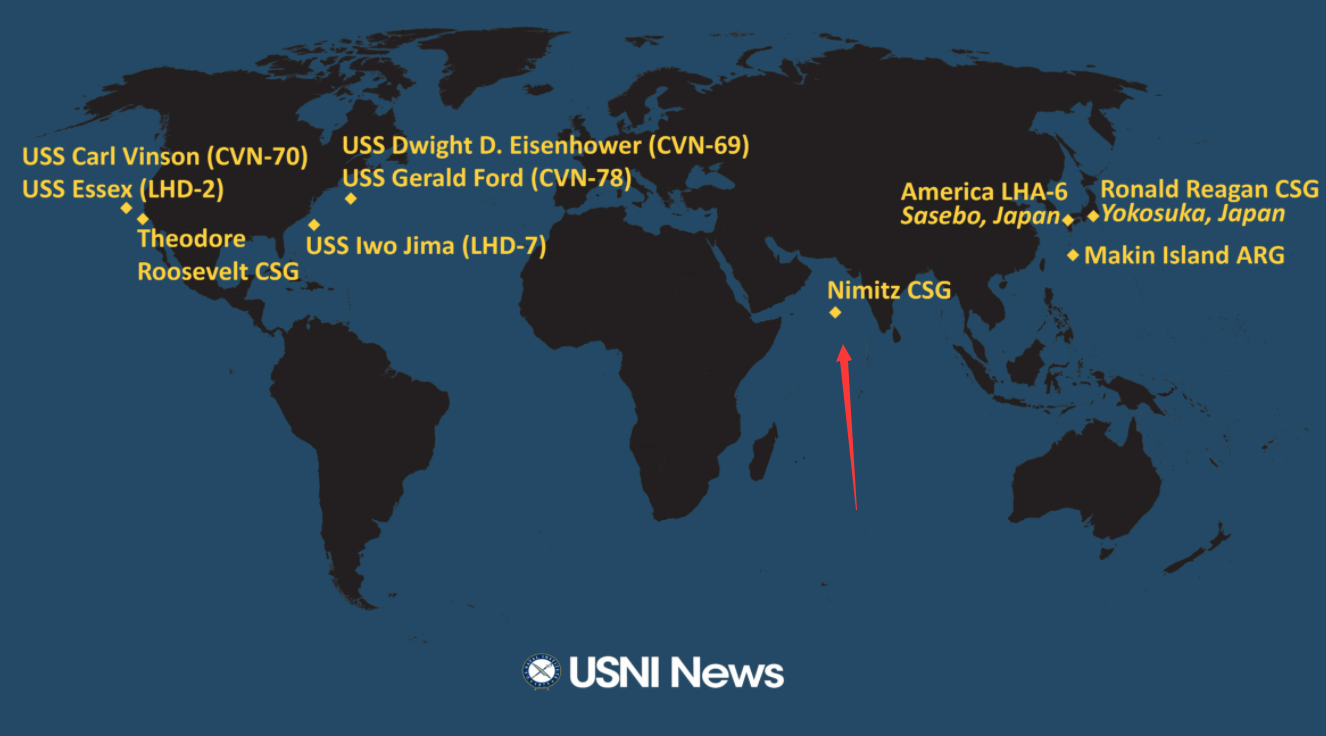 USS Carl Vinson (CVN-70)
USS Essex (LHD-2)
Theodore
Roosevelt CSG
USS Dwight D. Eisenhower (CVN-69)
USS Gerald Ford (CVN-78)
USS Iwo Jima (LHD-7)
Nimitz CSG
America LHA-6
Sasebo, Japan
Ronald Reagan CSG
Yokosuka, Japan
Makin Island ARG
USNI News